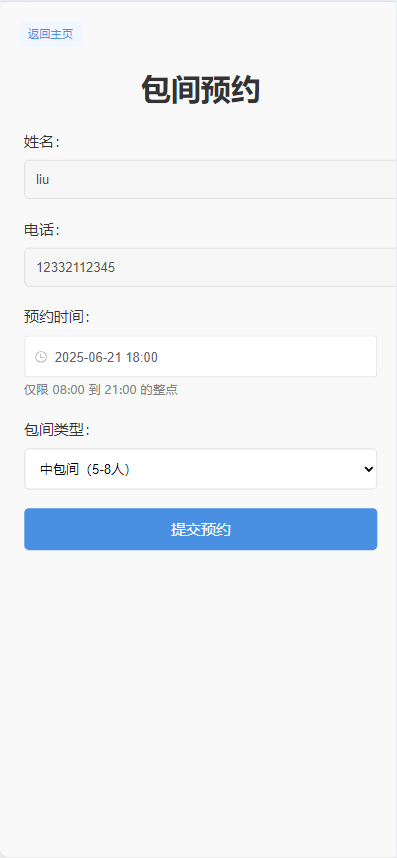 返回主页
包间预约
姓名：
liu
电话：
12332112345
预约时间：
2025-06-21 18:00
仅限 08:00 到 21:00 的整点
包间类型：
中包间（5-8人）
提交预约